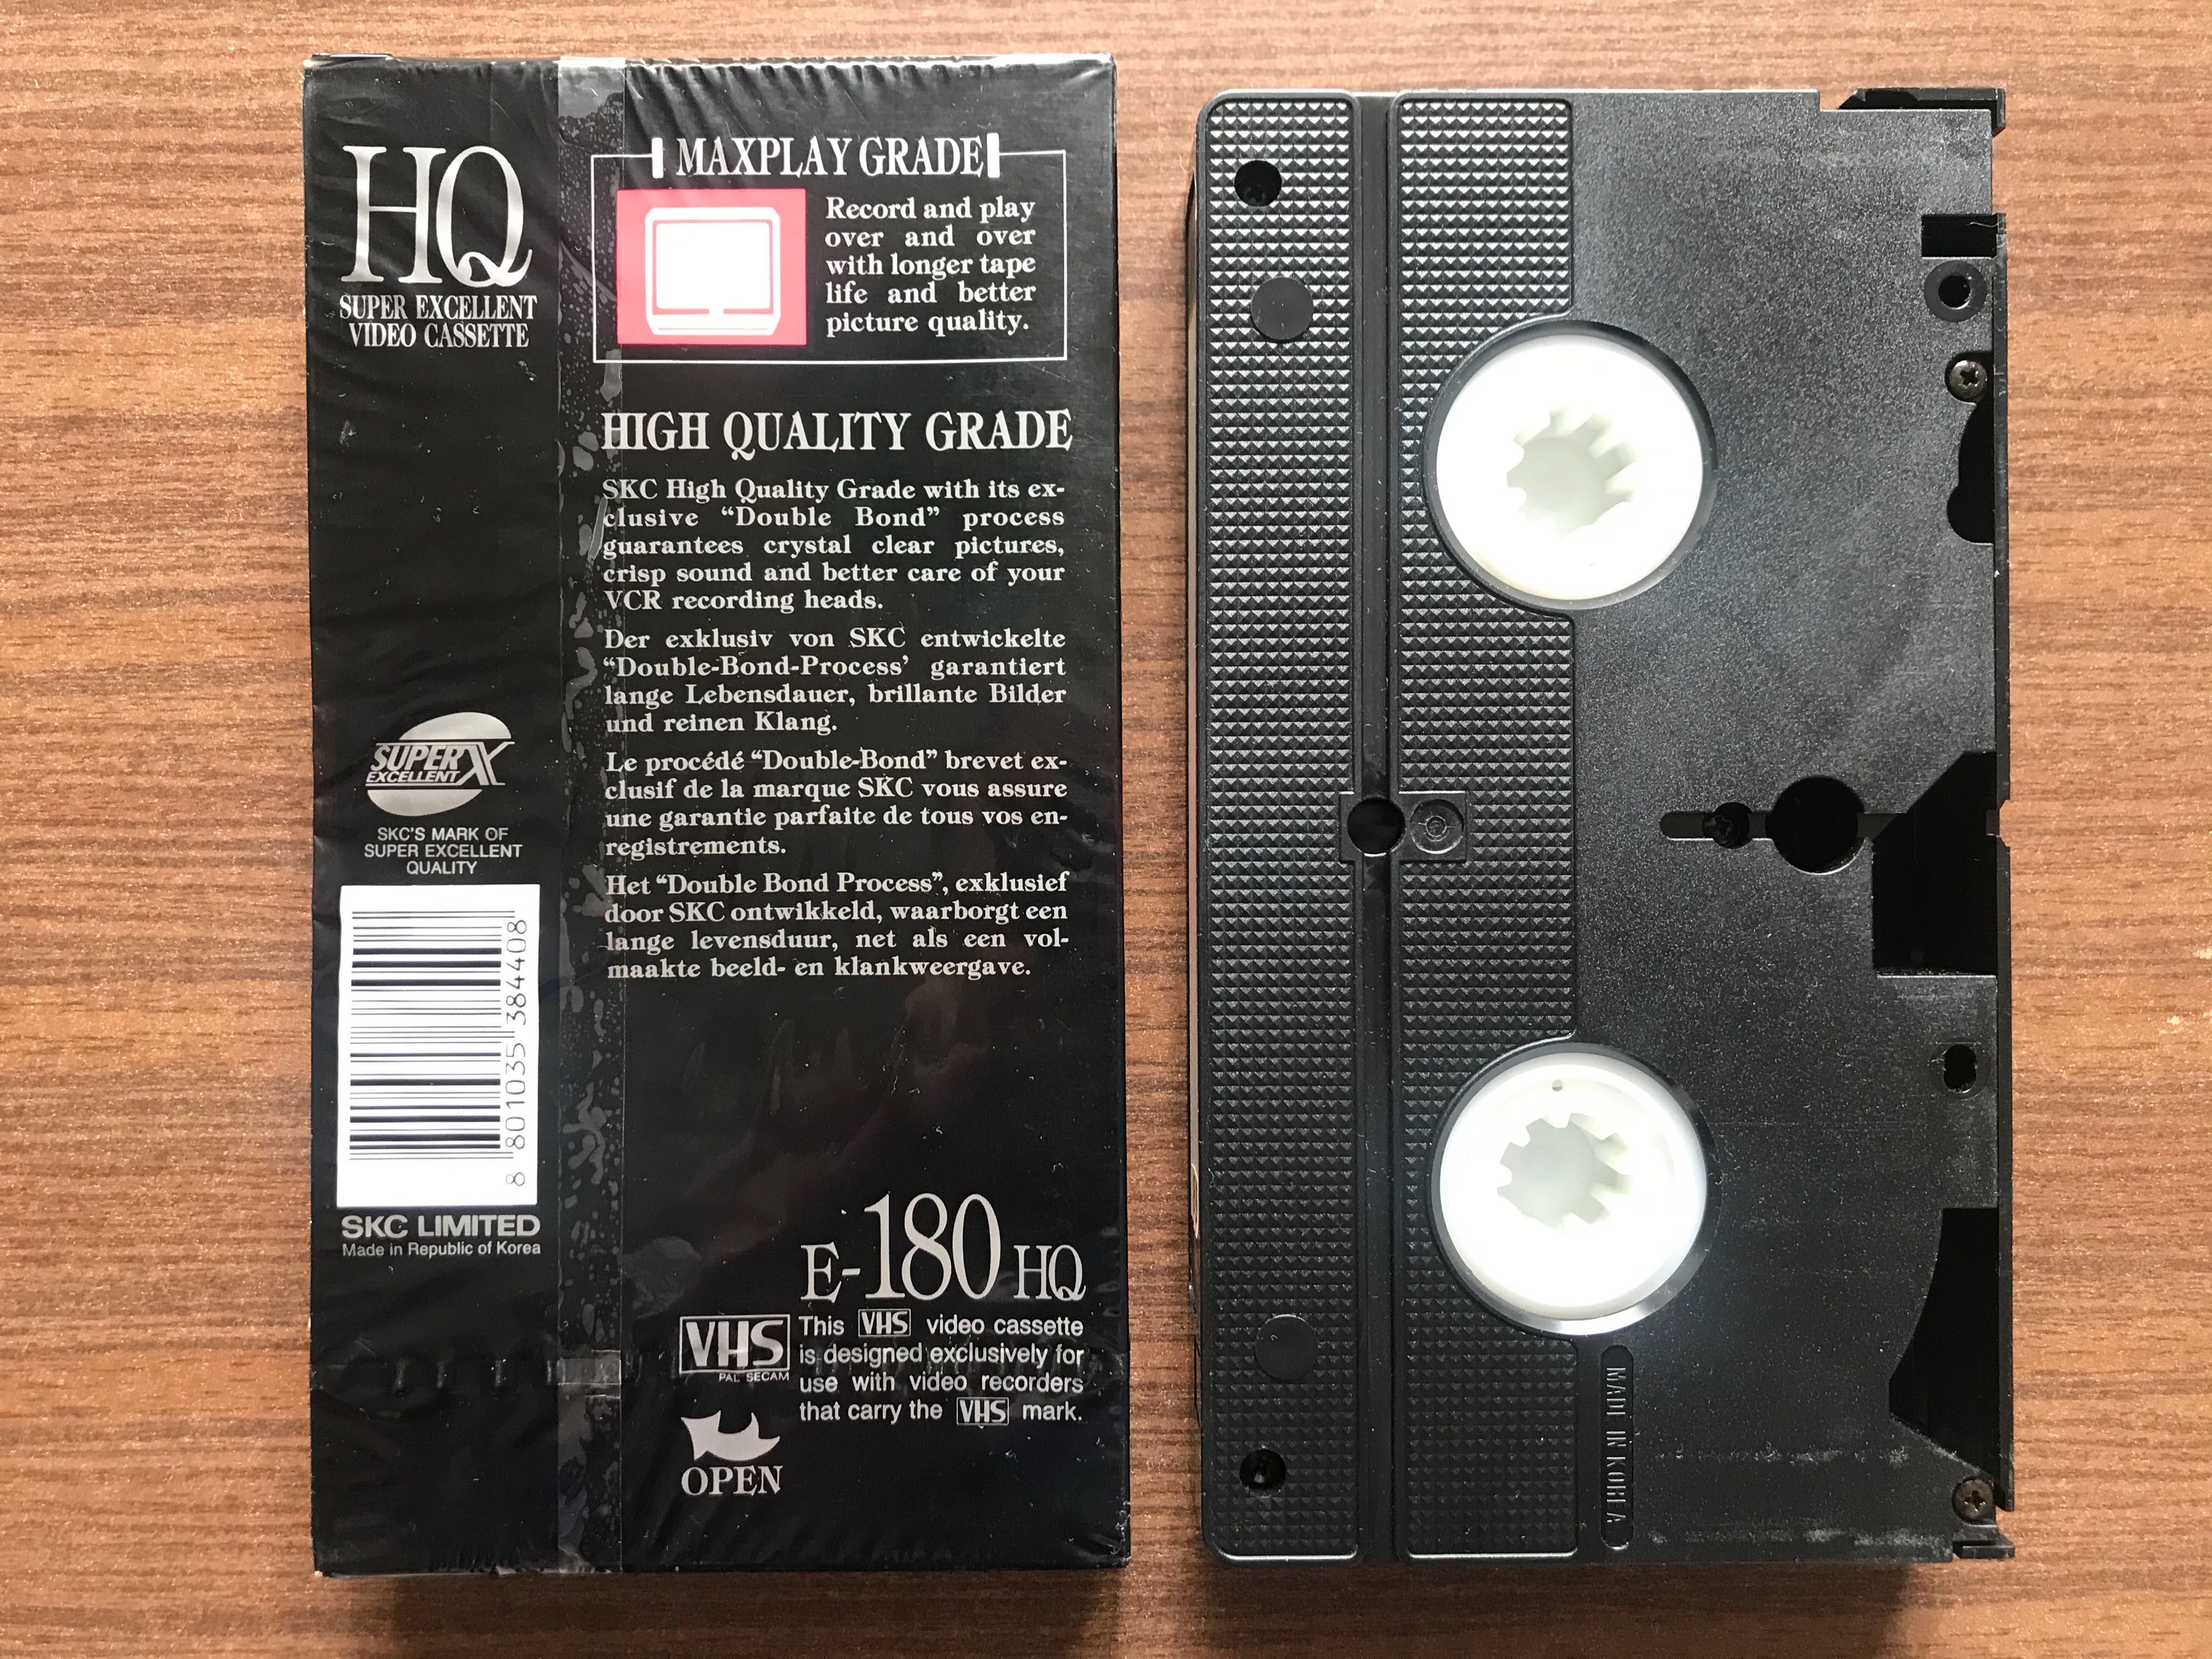 HQ
SUPER EXCELLENT
VIDEO CASSETTE
SUPER X
EXCELLENT
SKC'S MARK OF
SUPER EXCELLENT
QUALITY
8 801035 384408
SKC LIMITED
Made in Republic of Korea
MAXPLAY GRADE
Record and play
over and over
with longer tape
life and better
picture quality.
HIGH QUALITY GRADE
SKC High Quality Grade with its ex-
clusive “Double Bond” process
guarantees crystal clear pictures,
crisp sound and better care of your
VCR recording heads.
Der exklusiv von SKC entwickelte
“Double-Bond-Process’ garantiert
lange Lebensdauer, brillante Bilder
und reinen Klang.
Le procédé “Double-Bond” brevet ex-
clusif de la marque SKC vous assure
une garantie parfaite de tous vos en-
registrements.
Het “Double Bond Process”, exklusief
door SKC ontwikkeld, waarborgt een
lange levensduur, net als een vol-
maakte beeld- en klankweergave.
E-180 HQ
VHS
PAL SECAM
This VHS video cassette
is designed exclusively for
use with video recorders
that carry the VHS mark.
OPEN
MADE IN KOREA